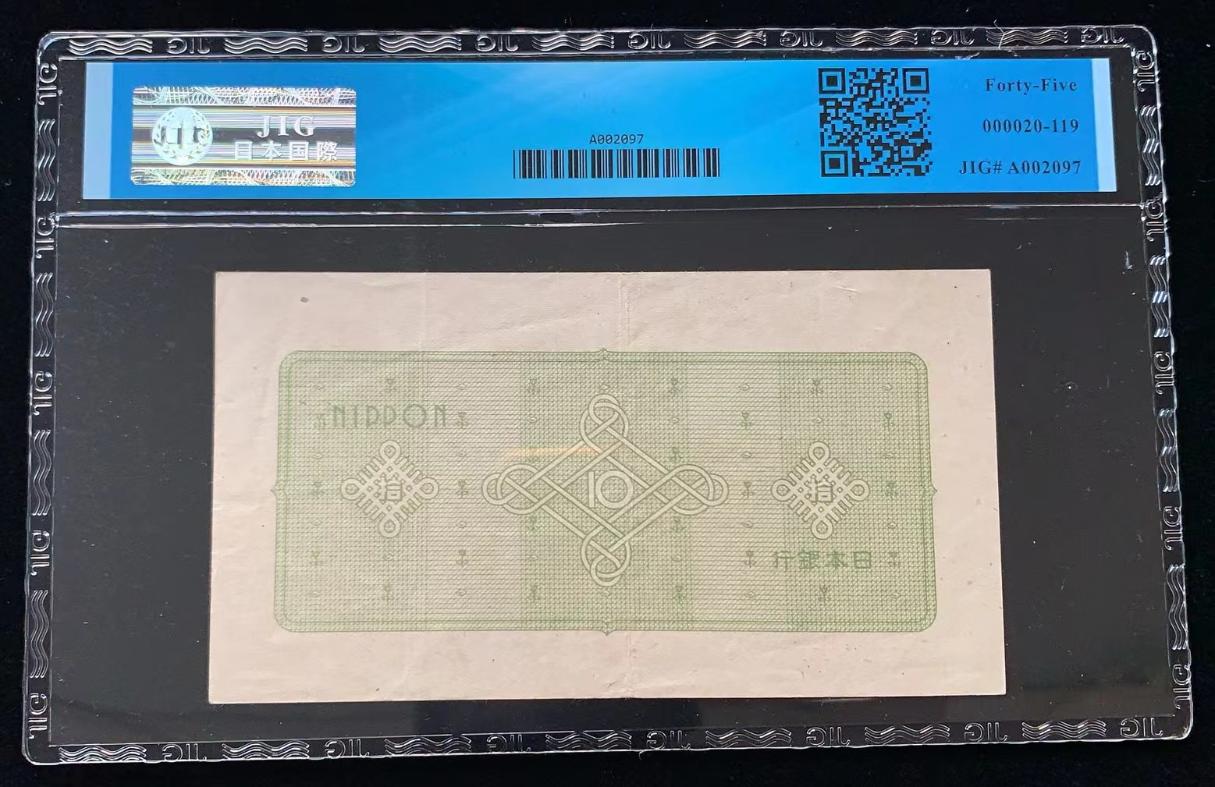 JIG
日本国際
A002097
Forty-Five
000020-119
JIG# A002097
NIPPON
拾
10
拾
行銀本日